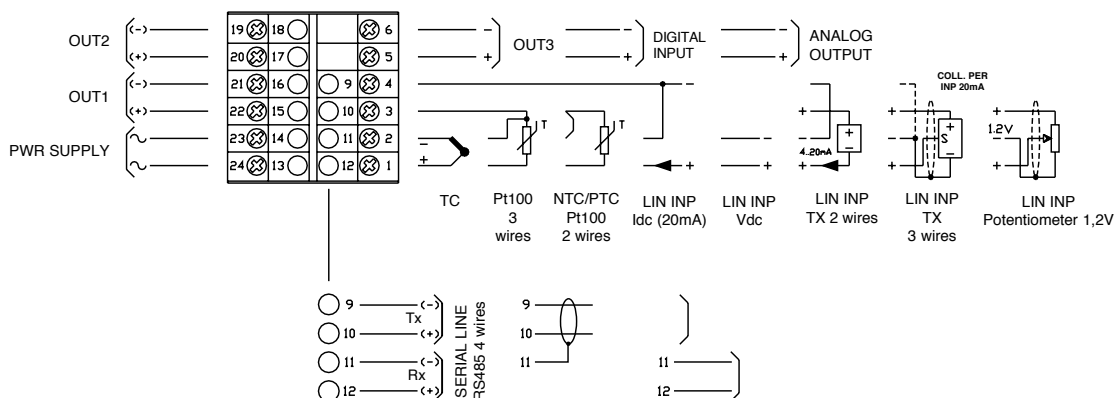 OUT2 (-) 19 18 6 - OUT3 - DIGITAL INPUT - ANALOG OUTPUT
(+) 20 17 5 + + +
OUT1 (-) 21 16 9 4 - -
(+) 22 15 10 3 T T + + + COLL. PER INP 20mA
PWR SUPPLY ~ 23 14 11 2 - - - + S 1.2V
~ 24 13 12 1 + + + 4..20mA + +
TC
Pt100
3
wires
NTC/PTC
Pt100
2 wires
LIN INP
Idc (20mA)
LIN INP
Vdc
LIN INP
TX 2 wires
LIN INP
TX
3 wires
LIN INP
Potentiometer 1,2V
9 Tx (-)
10 (+)
11 Rx (-)
12 (+)
SERIAL LINE
RS485 4 wires
9
10
11
11
12